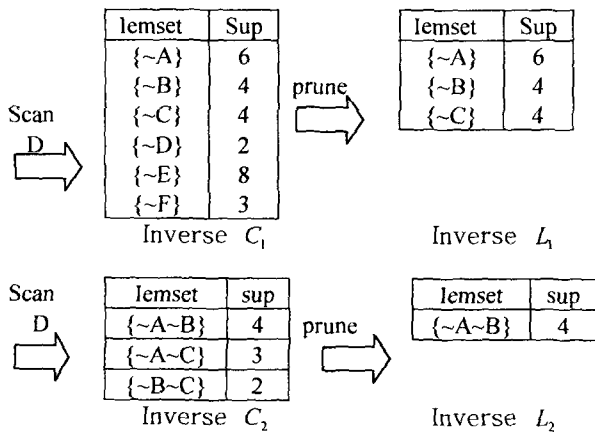 Iemset Sup
{~A} 6
{~B} 4
{~C} 4
{~D} 2
{~E} 8
{~F} 3
Scan
D
Inverse C₁
prune
Iemset Sup
{~A} 6
{~B} 4
{~C} 4
Inverse L₁
Scan
D
Iemset sup
{~A~B} 4
{~A~C} 3
{~B~C} 2
Inverse C₂
prune
Iemset sup
{~A~B} 4
Inverse L₂